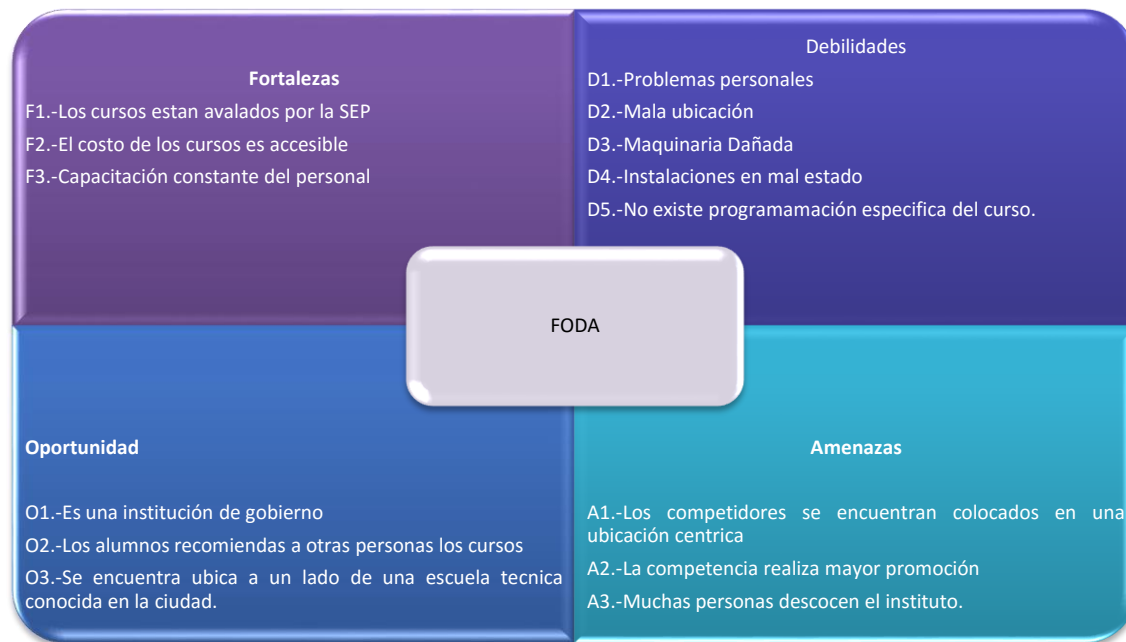 Fortalezas
F1.-Los cursos estan avalados por la SEP
F2.-El costo de los cursos es accesible
F3.-Capacitación constante del personal
Debilidades
D1.-Problemas personales
D2.-Mala ubicación
D3.-Maquinaria Dañada
D4.-Instalaciones en mal estado
D5.-No existe programamación especifica del curso.
FODA
Oportunidad
O1.-Es una institución de gobierno
O2.-Los alumnos recomiendas a otras personas los cursos
O3.-Se encuentra ubica a un lado de una escuela tecnica
conocida en la ciudad.
Amenazas
A1.-Los competidores se encuentran colocados en una
ubicación centrica
A2.-La competencia realiza mayor promoción
A3.-Muchas personas descocen el instituto.